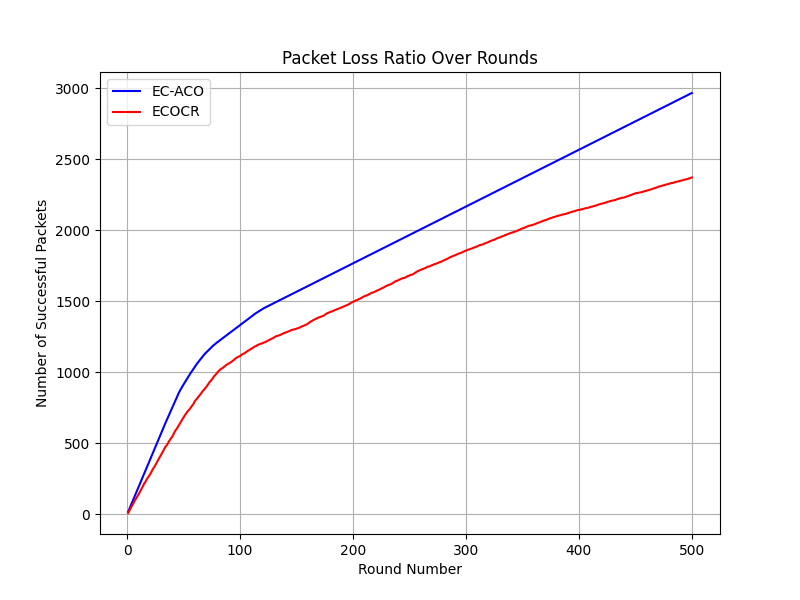 Packet Loss Ratio Over Rounds
EC-ACO
ECOCR
Number of Successful Packets
3000
2500
2000
1500
1000
500
0
0 100 200 300 400 500
Round Number